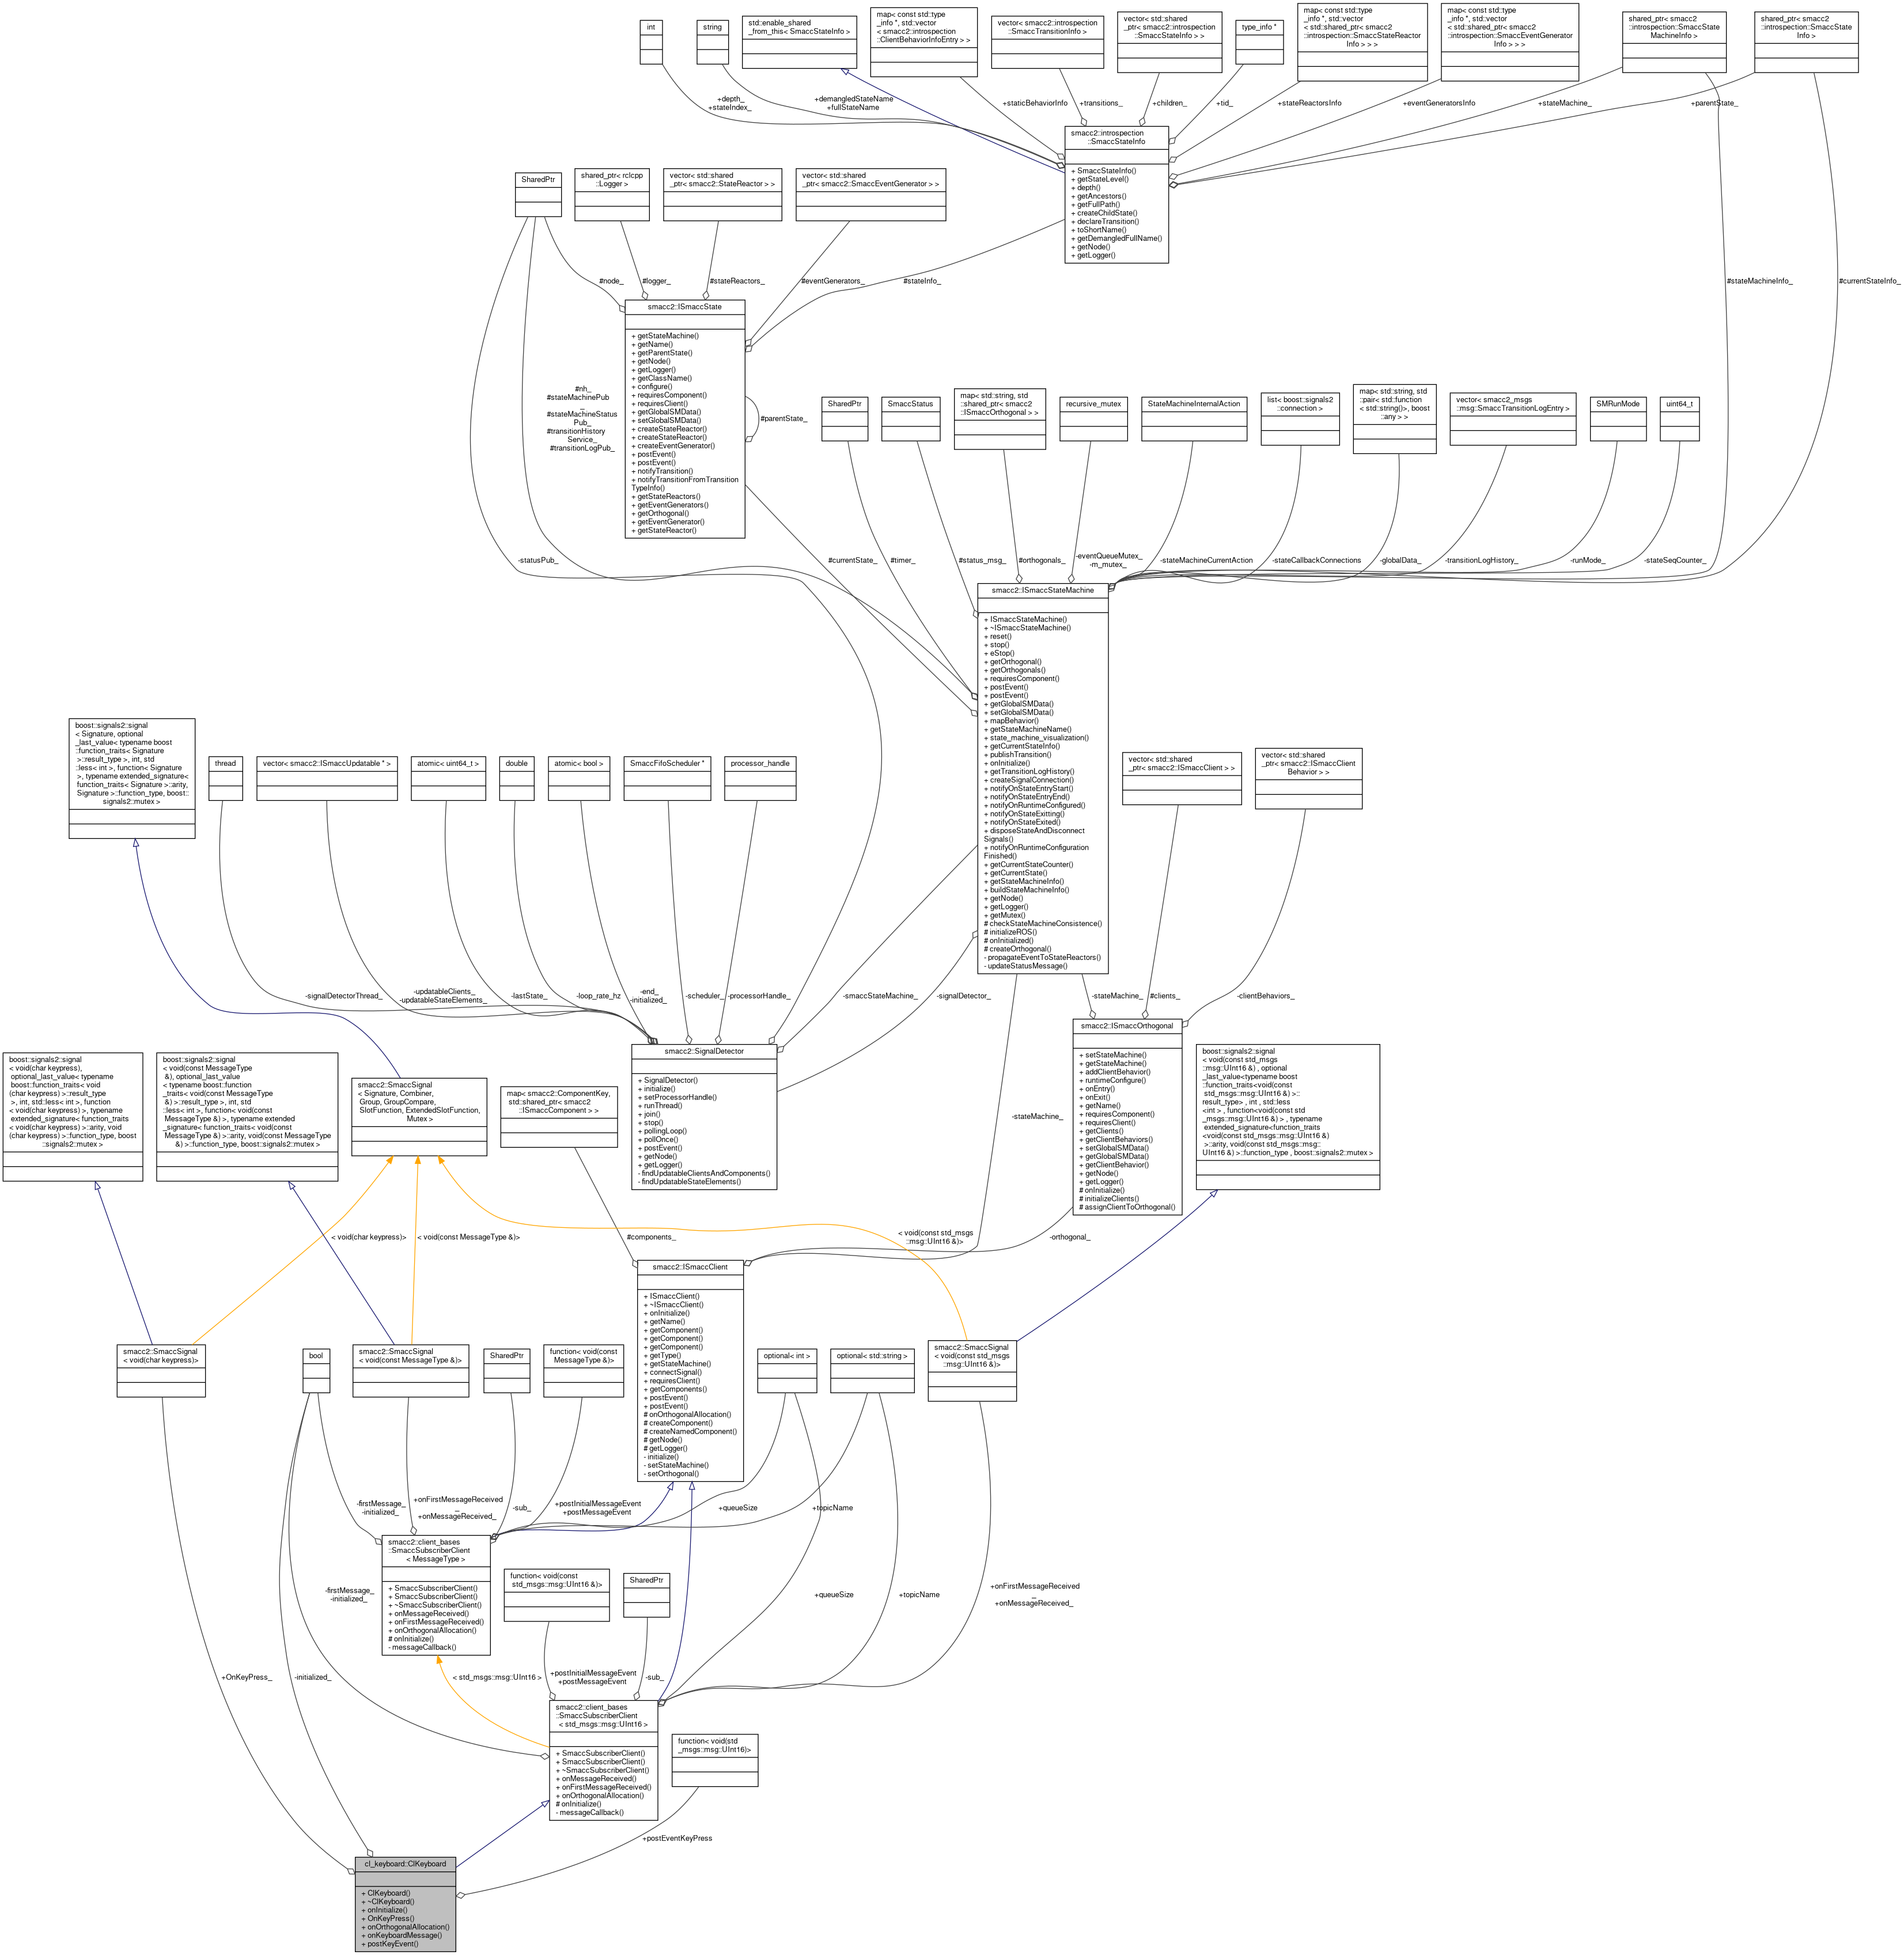 int
string
std::enable_shared
_from_this< SmaccStateInfo >
map< const std::type
_info *, std::vector
< smacc2::introspection
::ClientBehaviorInfoEntry > >
vector< smacc2::introspection
::SmaccTransitionInfo >
vector< std::shared
_ptr< smacc2::introspection
::SmaccStateInfo > >
type_info *
map< const std::type
_info *, std::vector
< std::shared_ptr< smacc2
::introspection::SmaccStateReactor
Info > > >
map< const std::type
_info *, std::vector
< std::shared_ptr< smacc2
::introspection::SmaccEventGenerator
Info > > >
shared_ptr< smacc2
::introspection::SmaccState
MachineInfo >
shared_ptr< smacc2
::introspection::SmaccState
Info >
+depth_
+stateIndex_
+demangledStateName
+fullStateName
+staticBehaviorInfo
+transitions_
+children_
+tid_
+stateReactorsInfo
+eventGeneratorsInfo
+stateMachine_
+parentState_
smacc2::introspection
::SmaccStateInfo
+ SmaccStateInfo()
+ getStateLevel()
+ depth()
+ getAncestors()
+ getFullPath()
+ createChildState()
+ declareTransition()
+ toShortName()
+ getDemangledFullName()
+ getNode()
+ getLogger()
SharedPtr
shared_ptr< rclcpp
::Logger >
vector< std::shared
_ptr< smacc2::StateReactor > >
vector< std::shared
_ptr< smacc2::SmaccEventGenerator > >
#node_
#logger_
#stateReactors_
#eventGenerators_
#stateInfo_
#stateMachineInfo_
#currentStateInfo_
smacc2::ISmaccState
+ getStateMachine()
+ getName()
+ getParentState()
+ getNode()
+ getLogger()
+ getClassName()
+ configure()
+ requiresComponent()
+ requiresClient()
+ getGlobalSMData()
+ setGlobalSMData()
+ createStateReactor()
+ createStateReactor()
+ createEventGenerator()
+ postEvent()
+ postEvent()
+ notifyTransition()
+ notifyTransitionFromTransition
TypeInfo()
+ getStateReactors()
+ getEventGenerators()
+ getOrthogonal()
+ getEventGenerator()
+ getStateReactor()
#parentState_
#nh_
#stateMachinePub
_
#stateMachineStatus
Pub_
#transitionHistory
Service_
#transitionLogPub_
SharedPtr
SmaccStatus
map< std::string, std
::shared_ptr< smacc2
::ISmaccOrthogonal > >
recursive_mutex
StateMachineInternalAction
list< boost::signals2
::connection >
map< std::string, std
::pair< std::function
< std::string()>, boost
::any > >
vector< smacc2_msgs
::msg::SmaccTransitionLogEntry >
SMRunMode
uint64_t
-statusPub_
#currentState_
#timer_
#status_msg_
#orthogonals_
-eventQueueMutex_
-m_mutex_
-stateMachineCurrentAction
-stateCallbackConnections
-globalData_
-transitionLogHistory_
-runMode_
-stateSeqCounter_
smacc2::ISmaccStateMachine
+ ISmaccStateMachine()
+ ~ISmaccStateMachine()
+ reset()
+ stop()
+ eStop()
+ getOrthogonal()
+ getOrthogonals()
+ requiresComponent()
+ postEvent()
+ postEvent()
+ getGlobalSMData()
+ setGlobalSMData()
+ mapBehavior()
+ getStateMachineName()
+ state_machine_visualization()
+ getCurrentStateInfo()
+ publishTransition()
+ onInitialize()
+ getTransitionLogHistory()
+ createSignalConnection()
+ notifyOnStateEntryStart()
+ notifyOnStateEntryEnd()
+ notifyOnRuntimeConfigured()
+ notifyOnStateExitting()
+ notifyOnStateExited()
+ disposeStateAndDisconnect
Signals()
+ notifyOnRuntimeConfiguration
Finished()
+ getCurrentStateCounter()
+ getCurrentState()
+ getStateMachineInfo()
+ buildStateMachineInfo()
+ getNode()
+ getLogger()
+ getMutex()
# checkStateMachineConsistence()
# initializeROS()
# onInitialized()
# createOrthogonal()
- propagateEventToStateReactors()
- updateStatusMessage()
boost::signals2::signal
< Signature, optional
_last_value< typename boost
::function_traits< Signature
>::result_type >, int, std
::less< int >, function< Signature
>, typename extended_signature<
function_traits< Signature >::arity,
Signature >::function_type, boost::
signals2::mutex >
thread
vector< smacc2::ISmaccUpdatable * >
atomic< uint64_t >
double
atomic< bool >
SmaccFifoScheduler *
processor_handle
vector< std::shared
_ptr< smacc2::ISmaccClient > >
vector< std::shared
_ptr< smacc2::ISmaccClient
Behavior > >
-signalDetectorThread_
-updatableClients_
-updatableStateElements_
-lastState_
-loop_rate_hz
-end_
-initialized_
-scheduler_
-processorHandle_
-smaccStateMachine_
-signalDetector_
-stateMachine_
#clients_
-clientBehaviors_
smacc2::SignalDetector
+ SignalDetector()
+ initialize()
+ setProcessorHandle()
+ runThread()
+ join()
+ stop()
+ pollingLoop()
+ pollOnce()
+ postEvent()
+ getNode()
+ getLogger()
- findUpdatableClientsAndComponents()
- findUpdatableStateElements()
smacc2::ISmaccOrthogonal
+ setStateMachine()
+ getStateMachine()
+ addClientBehavior()
+ runtimeConfigure()
+ onEntry()
+ onExit()
+ getName()
+ requiresComponent()
+ requiresClient()
+ getClients()
+ getClientBehaviors()
+ setGlobalSMData()
+ getGlobalSMData()
+ getClientBehavior()
+ getNode()
+ getLogger()
# onInitialize()
# initializeClients()
# assignClientToOrthogonal()
boost::signals2::signal
< void(char keypress),
optional_last_value< typename
boost::function_traits< void
(char keypress) >::result_type
>, int, std::less< int >, function
< void(char keypress) >, typename
extended_signature< function_traits
< void(char keypress) >::arity, void
(char keypress) >::function_type, boost
::signals2::mutex >
boost::signals2::signal
< void(const MessageType
&), optional_last_value
< typename boost::function
_traits< void(const MessageType
&) >::result_type >, int, std
::less< int >, function< void(const
MessageType &) >, typename extended
_signature< function_traits< void(const
MessageType &) >::arity, void(const MessageType
&) >::function_type, boost::signals2::mutex >
smacc2::SmaccSignal
< Signature, Combiner,
Group, GroupCompare,
SlotFunction, ExtendedSlotFunction,
Mutex >
map< smacc2::ComponentKey,
std::shared_ptr< smacc2
::ISmaccComponent > >
boost::signals2::signal
< void(const std_msgs
::msg::UInt16 &) , optional
_last_value<typename boost
::function_traits<void(const
std_msgs::msg::UInt16 &) >::
result_type> , int , std::less
<int > , function<void(const std
_msgs::msg::UInt16 &) > , typename
extended_signature<function_traits
<void(const std_msgs::msg::UInt16 &)
>::arity, void(const std_msgs::msg::
UInt16 &) >::function_type , boost::signals2::mutex >
-stateMachine_
< void(char keypress)>
< void(const MessageType &)>
#components_
< void(const std_msgs
::msg::UInt16 &)>
-orthogonal_
smacc2::ISmaccClient
+ ISmaccClient()
+ ~ISmaccClient()
+ onInitialize()
+ getName()
+ getComponent()
+ getComponent()
+ getComponent()
+ getType()
+ getStateMachine()
+ connectSignal()
+ requiresClient()
+ getComponents()
+ postEvent()
+ postEvent()
# onOrthogonalAllocation()
# createComponent()
# createNamedComponent()
# getNode()
# getLogger()
- initialize()
- setStateMachine()
- setOrthogonal()
smacc2::SmaccSignal
< void(char keypress)>
bool
smacc2::SmaccSignal
< void(const MessageType &)>
SharedPtr
function< void(const
MessageType &)>
optional< int >
optional< std::string >
smacc2::SmaccSignal
< void(const std_msgs
::msg::UInt16 &)>
-firstMessage_
-initialized_
+onFirstMessageReceived
_
+onMessageReceived_
-sub_
+postInitialMessageEvent
+postMessageEvent
+queueSize
+topicName
smacc2::client_bases
::SmaccSubscriberClient
< MessageType >
+ SmaccSubscriberClient()
+ SmaccSubscriberClient()
+ ~SmaccSubscriberClient()
+ onMessageReceived()
+ onFirstMessageReceived()
+ onOrthogonalAllocation()
# onInitialize()
- messageCallback()
function< void(const
std_msgs::msg::UInt16 &)>
SharedPtr
-firstMessage_
-initialized_
+queueSize
+topicName
+onFirstMessageReceived
_
+onMessageReceived_
+OnKeyPress_
-initialized_
< std_msgs::msg::UInt16 >
+postInitialMessageEvent
+postMessageEvent
-sub_
smacc2::client_bases
::SmaccSubscriberClient
< std_msgs::msg::UInt16 >
+ SmaccSubscriberClient()
+ SmaccSubscriberClient()
+ ~SmaccSubscriberClient()
+ onMessageReceived()
+ onFirstMessageReceived()
+ onOrthogonalAllocation()
# onInitialize()
- messageCallback()
function< void(std
_msgs::msg::UInt16)>
+postEventKeyPress
cl_keyboard::ClKeyboard
+ ClKeyboard()
+ ~ClKeyboard()
+ onInitialize()
+ OnKeyPress()
+ onOrthogonalAllocation()
+ onKeyboardMessage()
+ postKeyEvent()